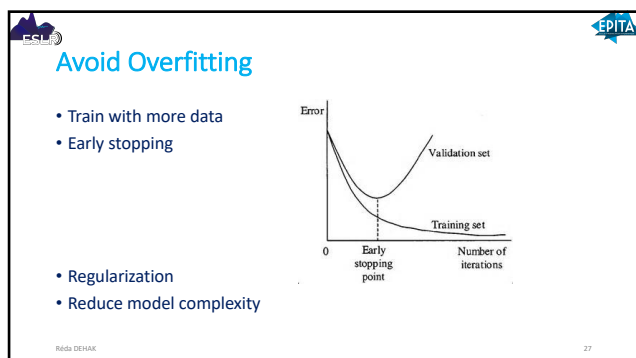 ESLR
EPITA
Avoid Overfitting
• Train with more data
• Early stopping
Error
Validation set
Training set
0
Early
stopping
point
Number of
iterations
• Regularization
• Reduce model complexity
Réda DEHAK
27